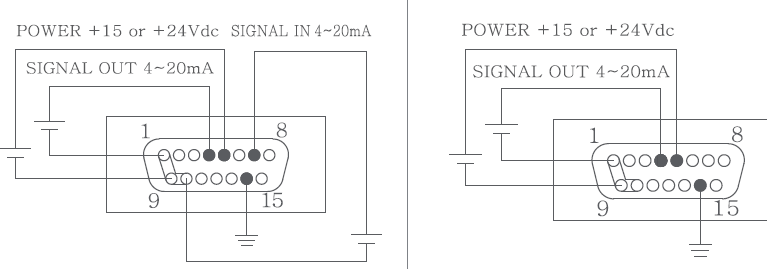 POWER +15 or +24Vdc SIGNAL IN 4~20mA
SIGNAL OUT 4~20mA
1 8
9 15
POWER +15 or +24Vdc
SIGNAL OUT 4~20mA
1 8
9 15